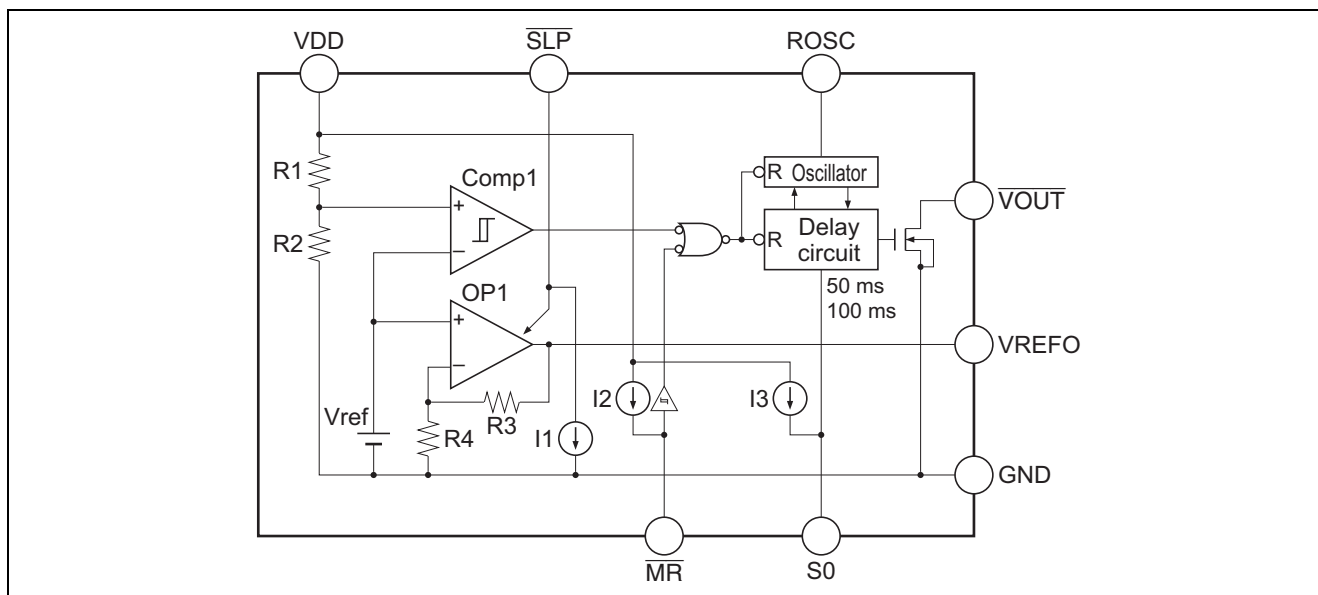 VDD
SLP
ROSC
R1
R2
Comp1
+
−
OP1
+
−
R Oscillator
R
Delay
circuit
50 ms
100 ms
VOUT
VREFO
Vref
R4
R3
I1
I2
I3
GND
MR
S0